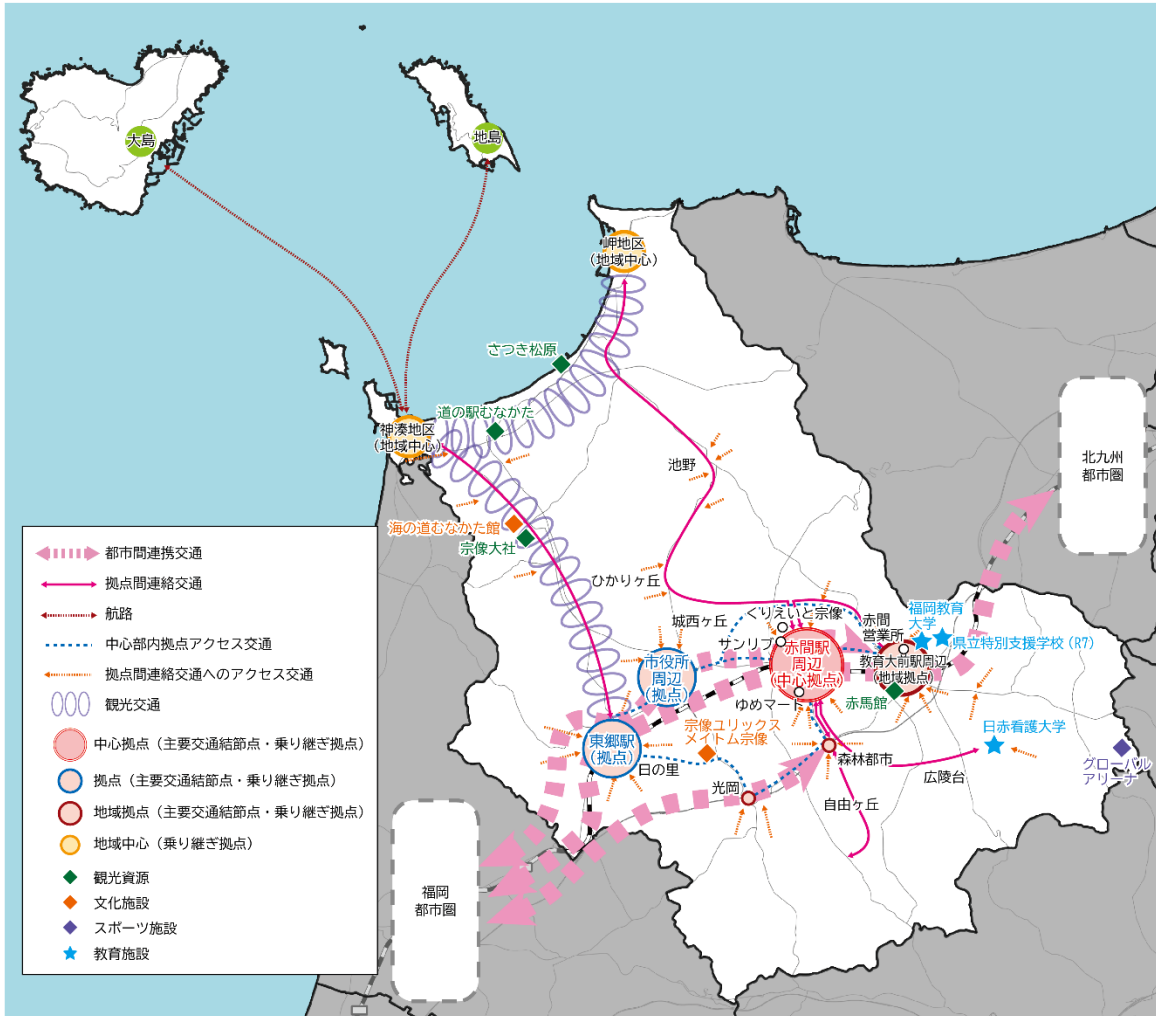 大島
地島
岬地区
（地域中心）
さつき松原
道の駅むなかた
神湊地区
（地域中心）
池野
北九州
都市圏
海の道むなかた館
宗像大社
ひかりヶ丘
城西ヶ丘
くりえいと宗像
サンリブ
赤間
営業所
福岡教育
大学
県立特別支援学校（R7）
市役所
周辺
（拠点）
赤間駅
周辺
（中心拠点）
教育大前駅周辺
（地域拠点）
ゆめマート
赤馬館
東郷駅
（拠点）
宗像ユリックス
メイトム宗像
日の里
光岡
森林都市
日赤看護大学
広陵台
グローバル
アリーナ
自由ヶ丘
福岡
都市圏
都市間連携交通
拠点間連絡交通
航路
中心部内拠点アクセス交通
拠点間連絡交通へのアクセス交通
観光交通
中心拠点（主要交通結節点・乗り継ぎ拠点）
拠点（主要交通結節点・乗り継ぎ拠点）
地域拠点（主要交通結節点・乗り継ぎ拠点）
地域中心（乗り継ぎ拠点）
観光資源
文化施設
スポーツ施設
教育施設